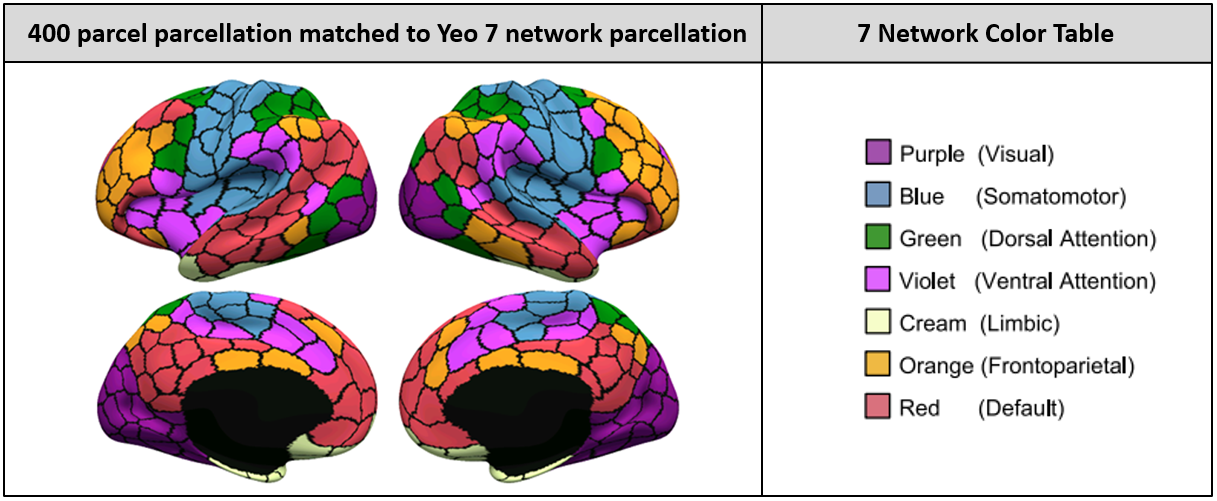 400 parcel parcellation matched to Yeo 7 network parcellation
7 Network Color Table
Purple (Visual)
Blue (Somatomotor)
Green (Dorsal Attention)
Violet (Ventral Attention)
Cream (Limbic)
Orange (Frontoparietal)
Red (Default)